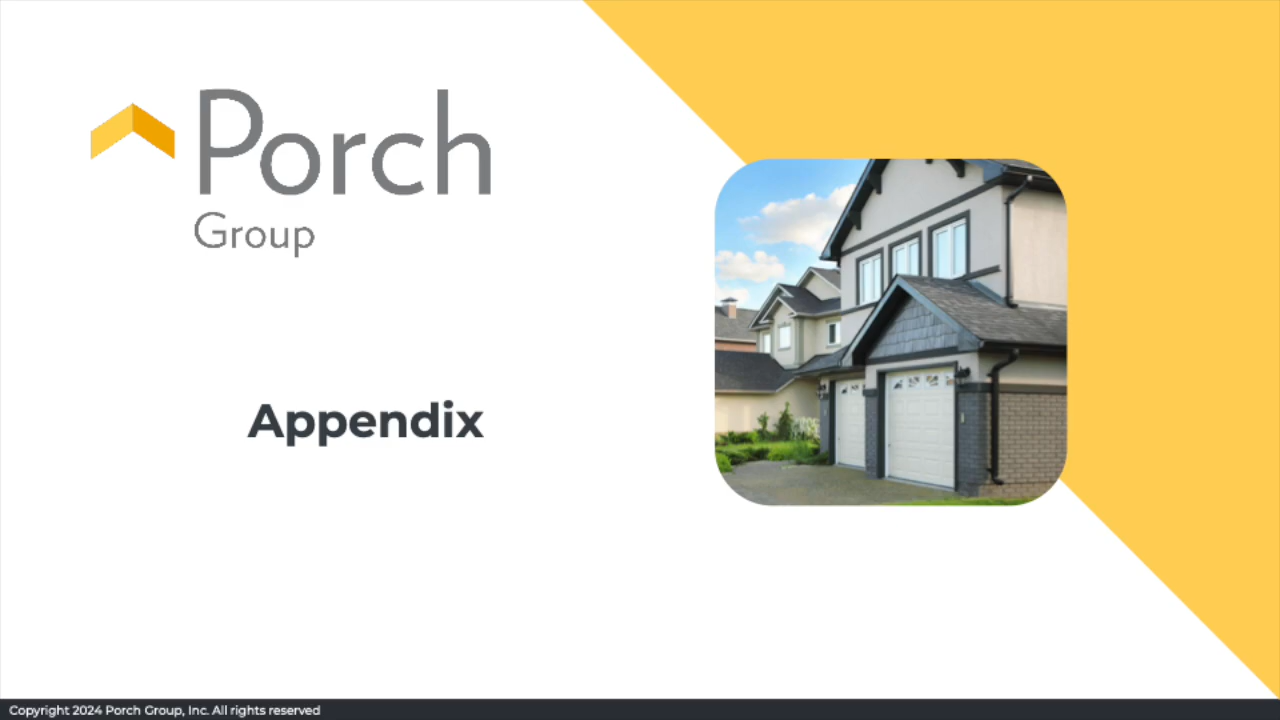 Porch
Group
Appendix
Copyright 2024 Porch Group, Inc. All rights reserved